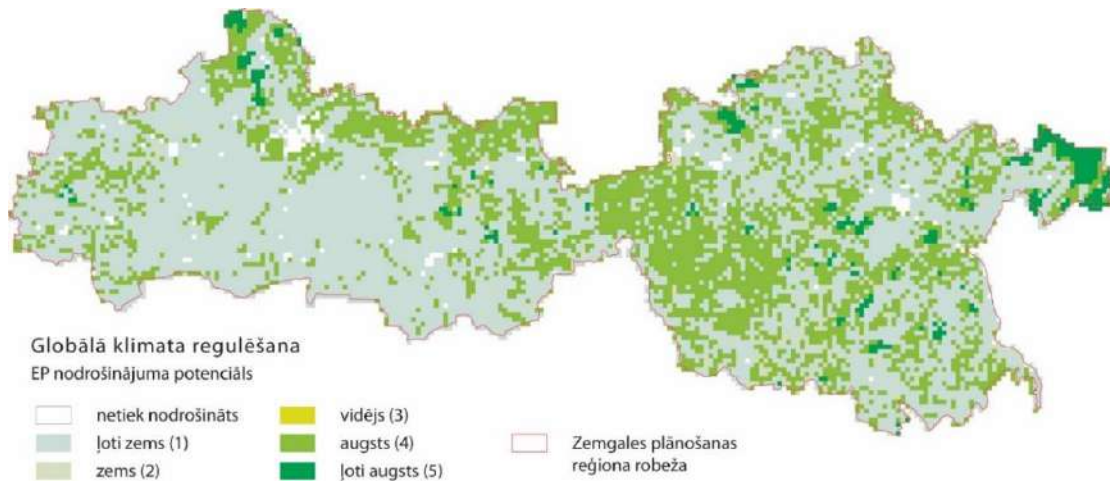 Globālā klimata regulēšana
EP nodrošinājuma potenciāls
netiek nodrošināts
ļoti zems (1)
zems (2)
vidējs (3)
augsts (4)
ļoti augsts (5)
Zemgales plānošanas
reģiona robeža